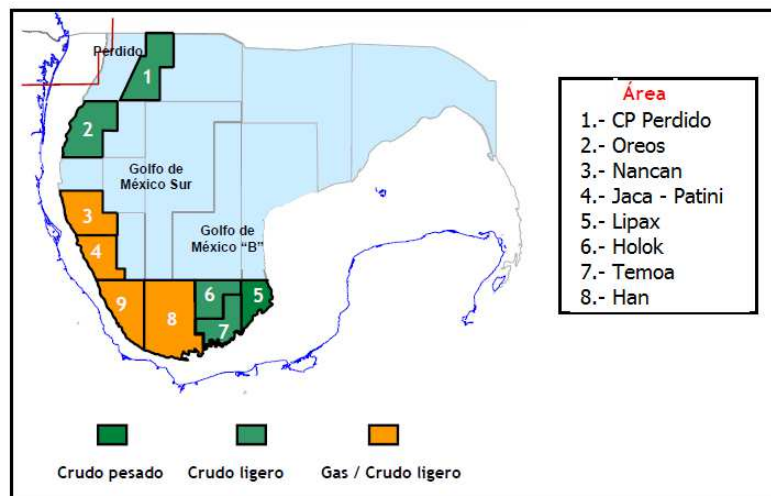 Perdido
1
2
Golfo de
México Sur
3
Golfo de
México “B”
4
9
8
6
5
7
Área
1.- CP Perdido
2.- Oreos
3.- Nancan
4.- Jaca - Patini
5.- Lipax
6.- Holok
7.- Temoa
8.- Han
Crudo pesado
Crudo ligero
Gas / Crudo ligero